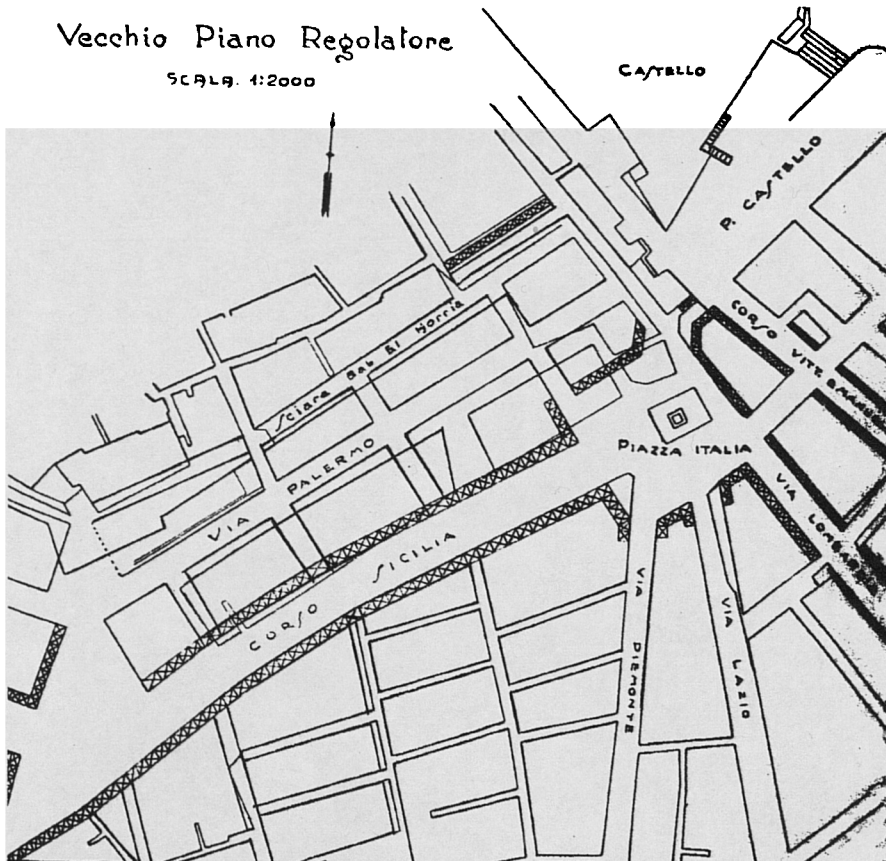 Vecchio Piano Regolatore
SCALA. 1:2000
CASTELLO
P. CASTELLO
CORSO VITT. EMANU
Sciara Bab El Horria
PIAZZA ITALIA
VIA PALERMO
VIA LOMBARDIA
CORSO SICILIA
VIA PIEMONTE
VIA LAZIO